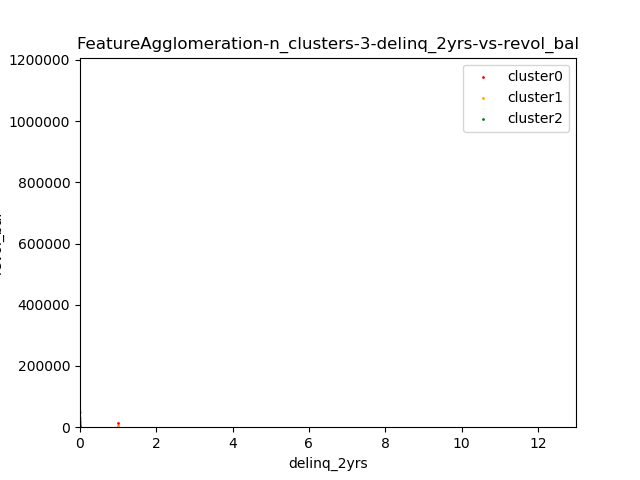 FeatureAgglomeration-n_clusters-3-delinq_2yrs-vs-revol_bal
1200000
1000000
800000
600000
400000
200000
0
0 2 4 6 8 10 12
delinq_2yrs
cluster0
cluster1
cluster2